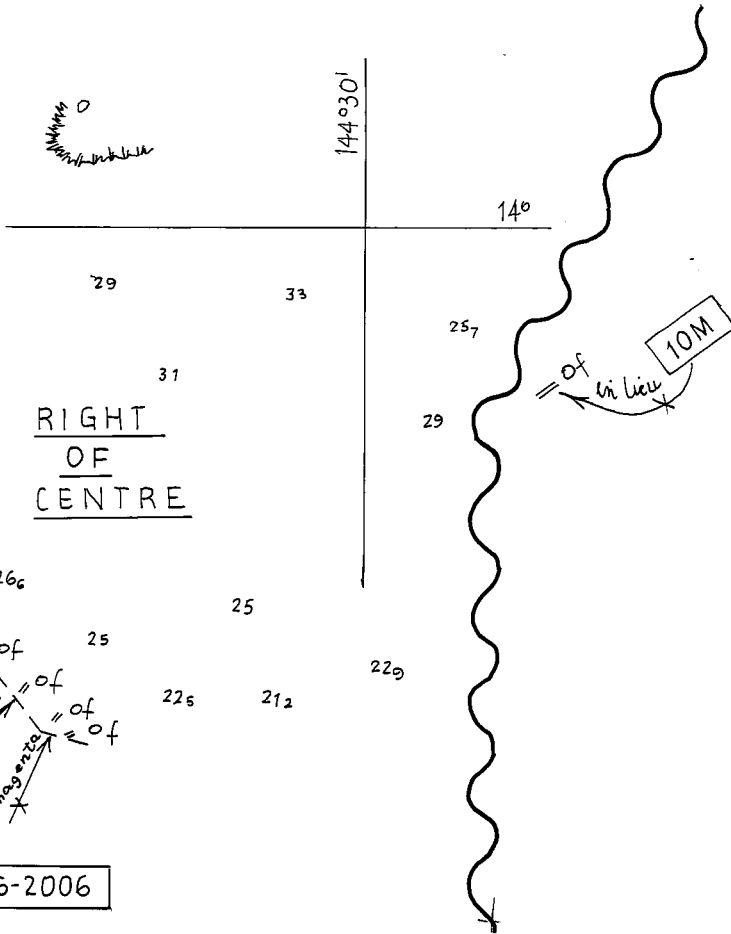 144°30'
14°
29
33
25₇
10M
Of
in lieu
31
29
RIGHT
OF
CENTRE
26₆
25
25
22₉
Of
Of
22₅
21₂
Of
Of
magenta
-2006